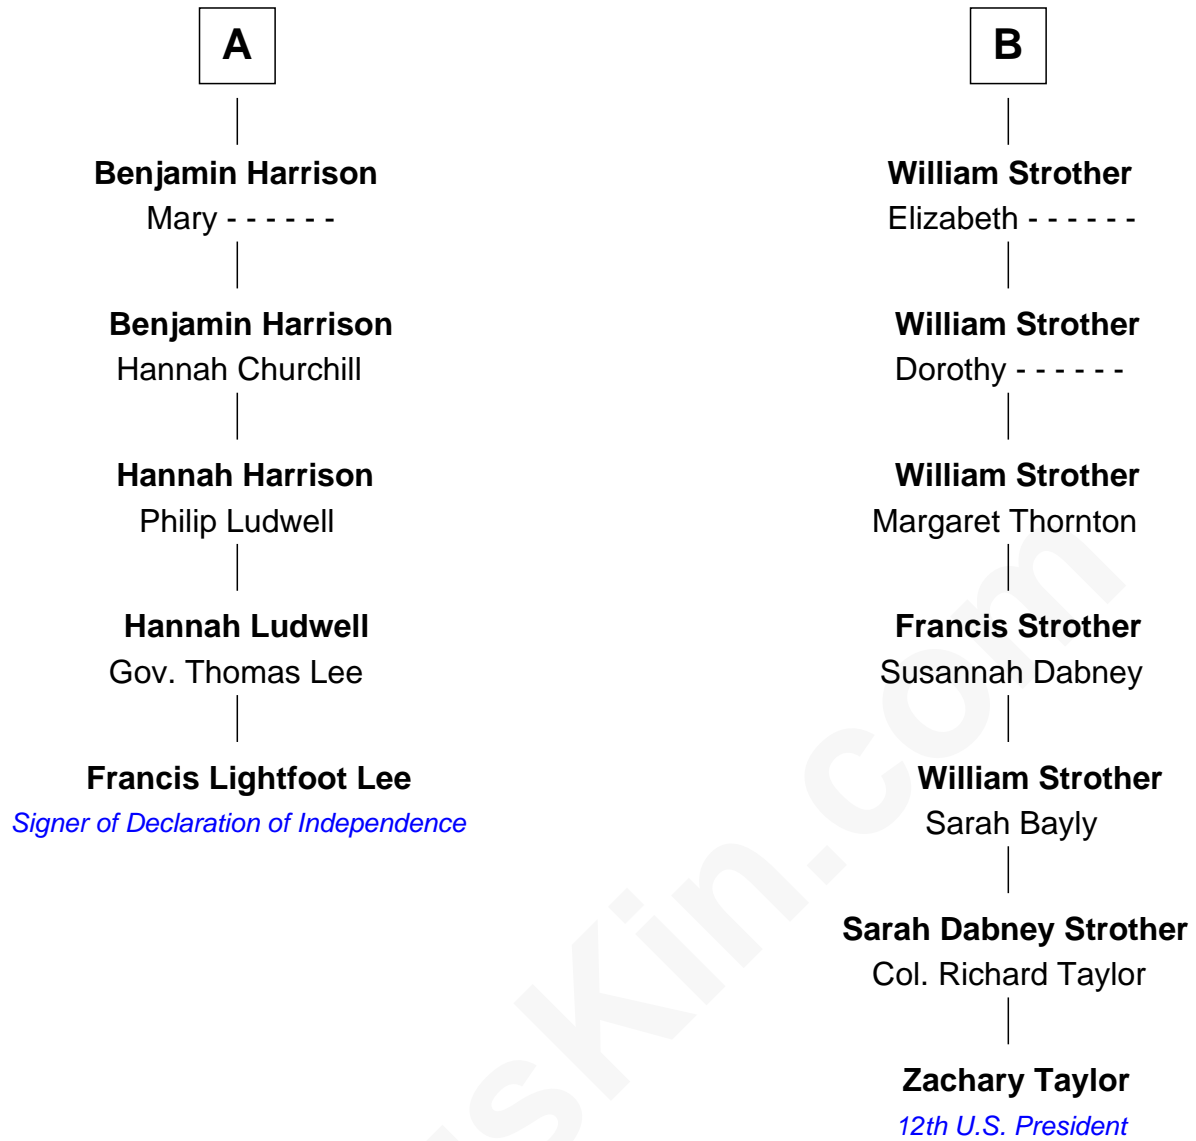 A
Benjamin Harrison
Mary - - - - - -
Benjamin Harrison
Hannah Churchill
Hannah Harrison
Philip Ludwell
Hannah Ludwell
Gov. Thomas Lee
Francis Lightfoot Lee
Signer of Declaration of Independence
B
William Strother
Elizabeth - - - - - -
William Strother
Dorothy - - - - - -
William Strother
Margaret Thornton
Francis Strother
Susannah Dabney
William Strother
Sarah Bayly
Sarah Dabney Strother
Col. Richard Taylor
Zachary Taylor
12th U.S. President